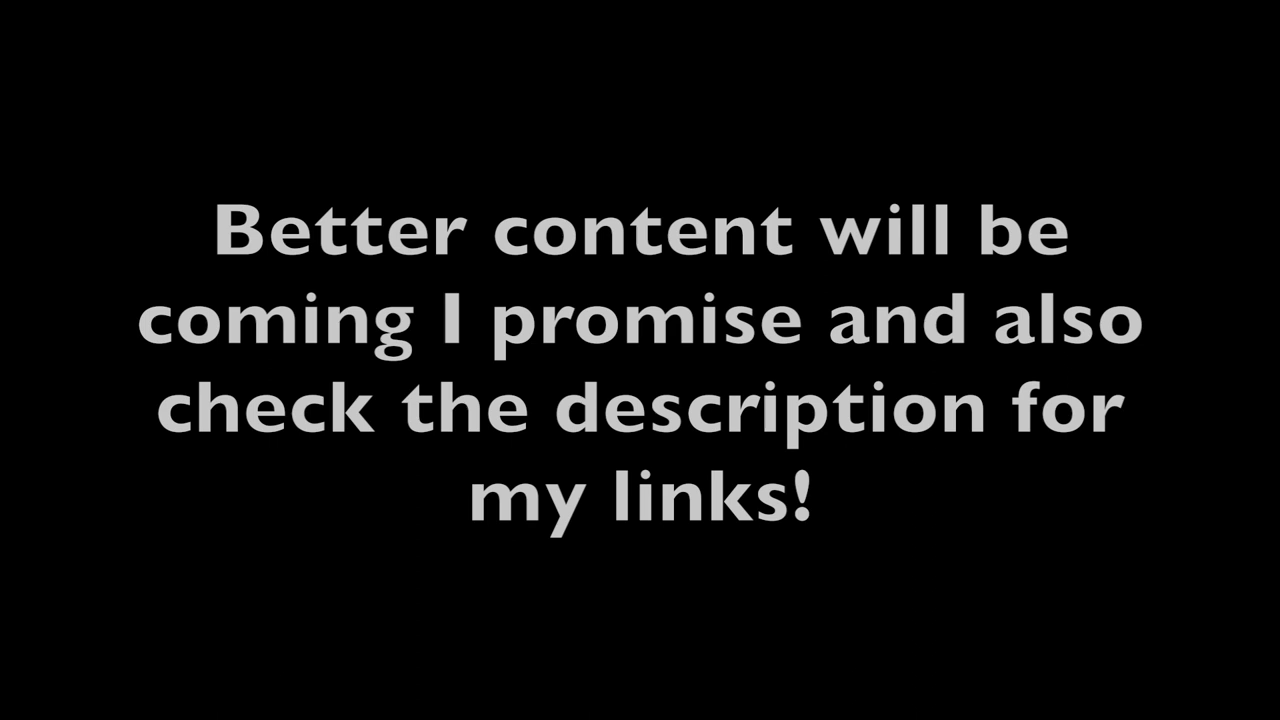 Better content will be
coming I promise and also
check the description for
my links!